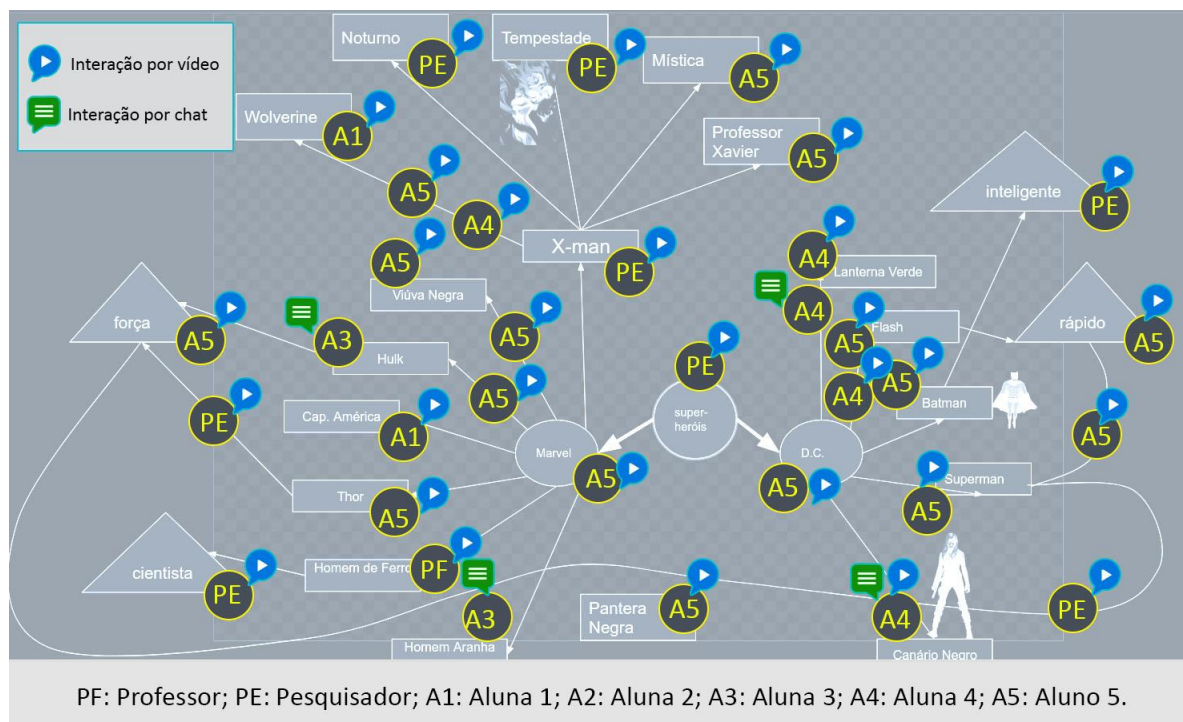 Interação por vídeo
Interação por chat
Noturno
PE
Tempestade
PE
Mística
A5
Wolverine
A1
Professor
Xavier
A5
A5
A4
inteligente
PE
X-man
PE
A5
Viúva Negra
A4
Lanterna Verde
A4
força
A5
A3
Hulk
A5
PE
Flash
A5
rápido
A5
A5
A4
A5
Batman
PE
Cap. América
A1
super-
heróis
Marvel
A5
D.C.
A5
A5
Superman
A5
Thor
A5
cientista
PE
Homem de Ferro
PF
A3
Homem Aranha
Pantera
Negra
A5
A4
Canário Negro
PE
PF: Professor; PE: Pesquisador; A1: Aluna 1; A2: Aluna 2; A3: Aluna 3; A4: Aluna 4; A5: Aluno 5.